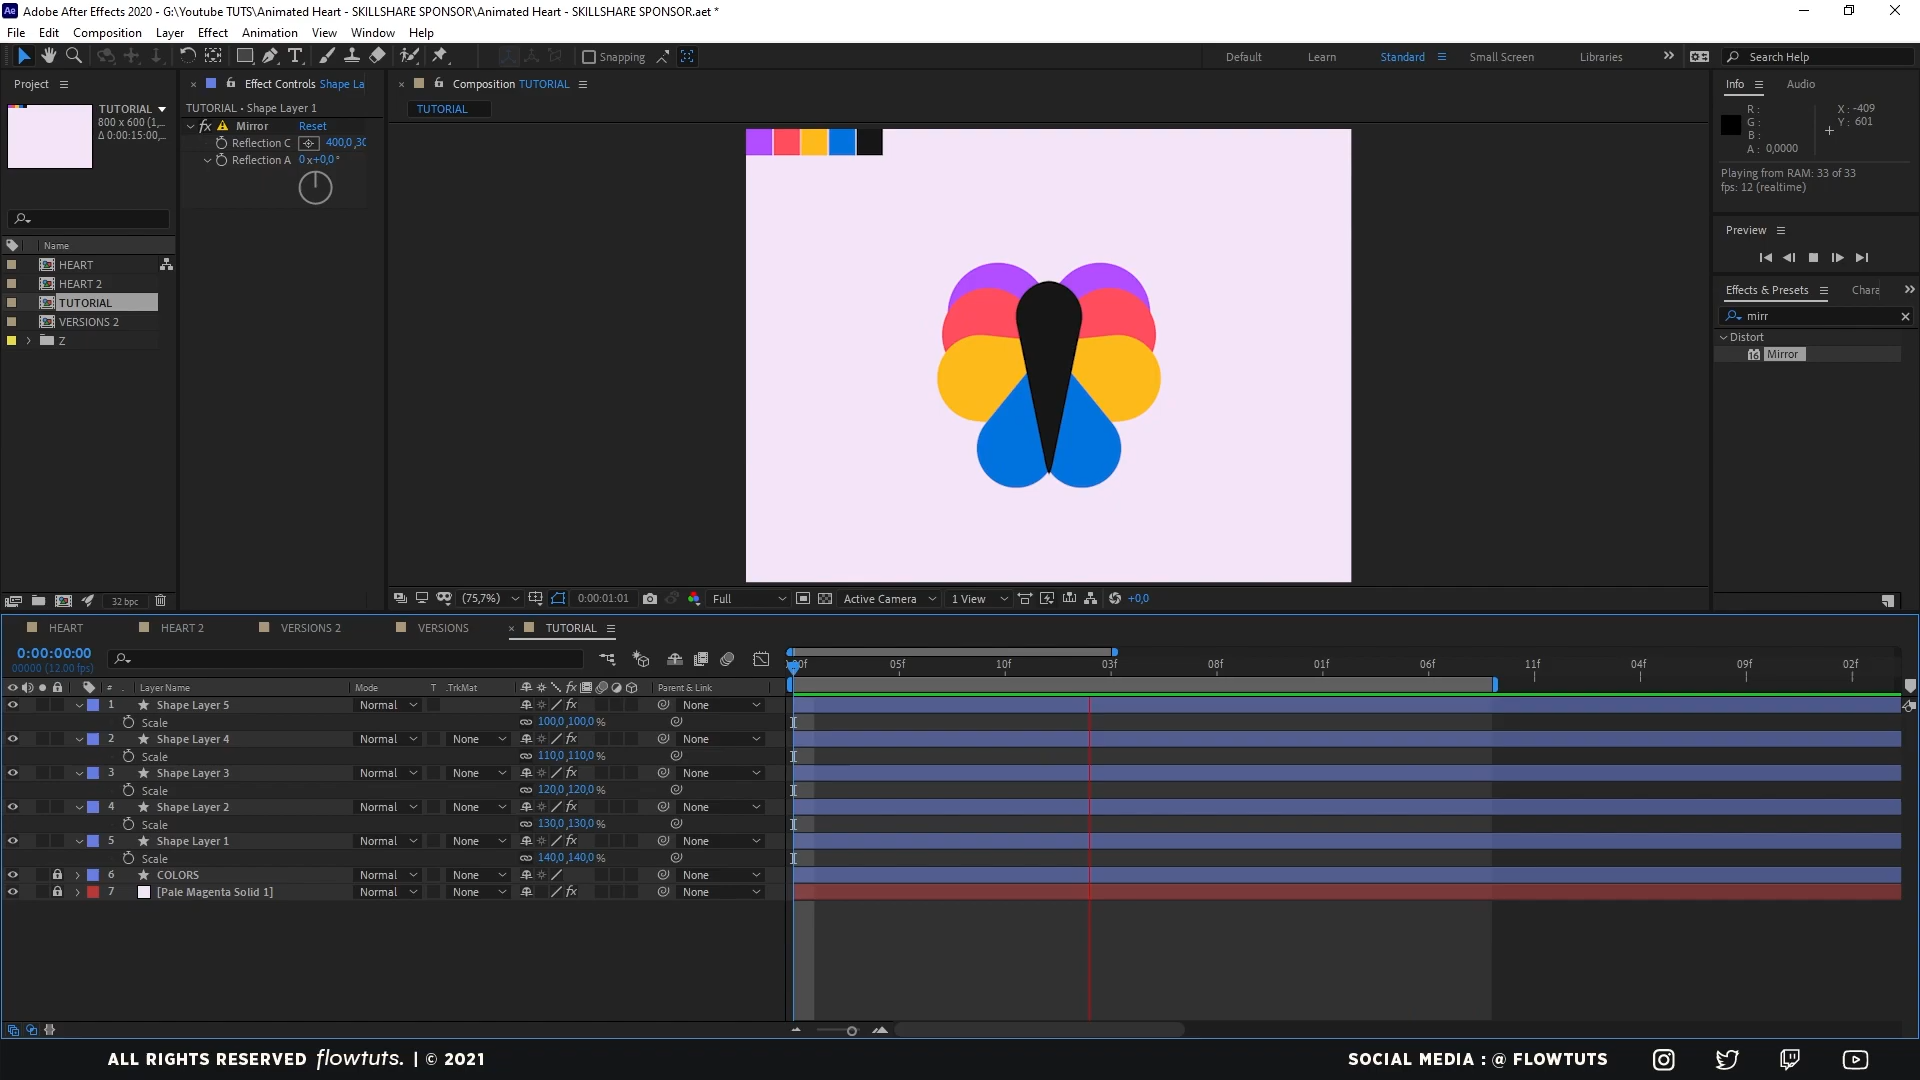 Adobe After Effects 2020 - G:\Youtube TUTS\Animated Heart - SKILLSHARE SPONSOR\Animated Heart - SKILLSHARE SPONSOR.aet *
File Edit Composition Layer Effect Animation View Window Help
Snapping Default Learn Standard Small Screen Libraries Search Help
Project
TUTORIAL
800 x 600 (1,...
Δ 0:00:15:00,...
Name
HEART
HEART 2
TUTORIAL
VERSIONS 2
Z
32 bpc
Effect Controls Shape La
TUTORIAL • Shape Layer 1
fx Mirror Reset
Reflection C 400,0,30
Reflection A 0x+0,0°
Composition TUTORIAL
TUTORIAL
(75,7%) 0:00:01:01 Full Active Camera 1 View +0,0
Info Audio
R :
G :
B :
A : 0,0000
X : -409
Y : 601
Playing from RAM: 33 of 33
fps: 12 (realtime)
Preview
Effects & Presets Chara
mirr
Distort
16 Mirror
HEART HEART 2 VERSIONS 2 VERSIONS TUTORIAL
0:00:00:00
00000 (12.00 fps)
05f 10f 03f 08f 01f 06f 11f 04f 09f 02f
# Layer Name Mode T .TrkMat fx Parent & Link
1 Shape Layer 5 Normal fx None
Scale 100,0,100,0 %
2 Shape Layer 4 Normal None fx None
Scale 110,0,110,0 %
3 Shape Layer 3 Normal None fx None
Scale 120,0,120,0 %
4 Shape Layer 2 Normal None fx None
Scale 130,0,130,0 %
5 Shape Layer 1 Normal None fx None
Scale 140,0,140,0 %
6 COLORS Normal None None
7 [Pale Magenta Solid 1] Normal None fx None
ALL RIGHTS RESERVED flowtuts. | © 2021
SOCIAL MEDIA : @ FLOWTUTS